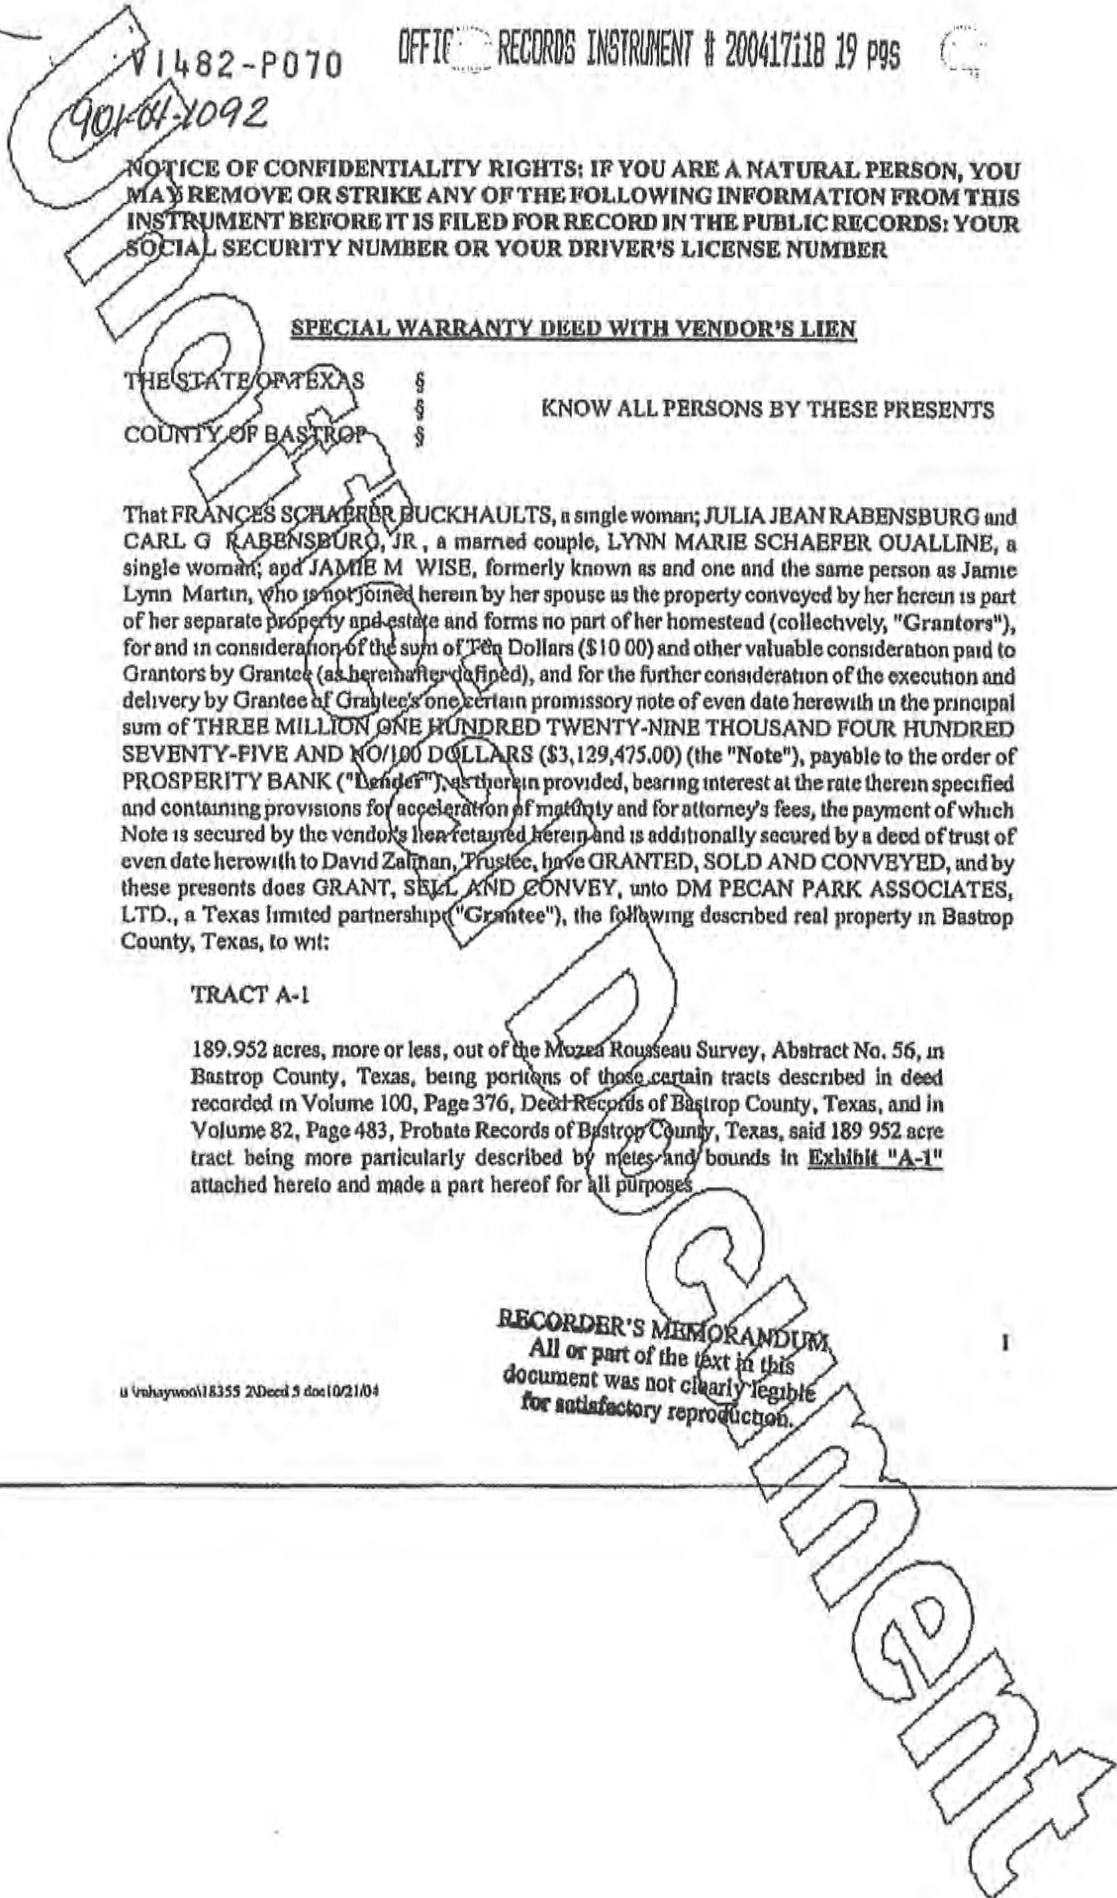 V1482-P070
OFFIC RECORDS INSTRUMENT # 200417118 19 pgs
901-04-1092
NOTICE OF CONFIDENTIALITY RIGHTS: IF YOU ARE A NATURAL PERSON, YOU
MAY REMOVE OR STRIKE ANY OF THE FOLLOWING INFORMATION FROM THIS
INSTRUMENT BEFORE IT IS FILED FOR RECORD IN THE PUBLIC RECORDS: YOUR
SOCIAL SECURITY NUMBER OR YOUR DRIVER'S LICENSE NUMBER
SPECIAL WARRANTY DEED WITH VENDOR'S LIEN
THE STATE OF TEXAS §
§ KNOW ALL PERSONS BY THESE PRESENTS
COUNTY OF BASTROP §
That FRANCES SCHAEFER BUCKHAULTS, a single woman; JULIA JEAN RABENSBURG and
CARL G RABENSBURG, JR, a married couple, LYNN MARIE SCHAEFER OUALLINE, a
single woman; and JAMIE M WISE, formerly known as and one and the same person as Jamie
Lynn Martin, who is not joined herein by her spouse as the property conveyed by her herein is part
of her separate property and estate and forms no part of her homestead (collectively, "Grantors"),
for and in consideration of the sum of Ten Dollars ($10 00) and other valuable consideration paid to
Grantors by Grantee (as hereinafter defined), and for the further consideration of the execution and
delivery by Grantee of Grantee's one certain promissory note of even date herewith in the principal
sum of THREE MILLION ONE HUNDRED TWENTY-NINE THOUSAND FOUR HUNDRED
SEVENTY-FIVE AND NO/100 DOLLARS ($3,129,475.00) (the "Note"), payable to the order of
PROSPERITY BANK ("Lender"), as therein provided, bearing interest at the rate therein specified
and containing provisions for acceleration of maturity and for attorney's fees, the payment of which
Note is secured by the vendor's lien retained herein and is additionally secured by a deed of trust of
even date herewith to David Zalman, Trustee, have GRANTED, SOLD AND CONVEYED, and by
these presents does GRANT, SELL AND CONVEY, unto DM PECAN PARK ASSOCIATES,
LTD., a Texas limited partnership ("Grantee"), the following described real property in Bastrop
County, Texas, to wit:
TRACT A-1
189.952 acres, more or less, out of the Mozea Rousseau Survey, Abstract No. 56, in
Bastrop County, Texas, being portions of those certain tracts described in deed
recorded in Volume 100, Page 376, Deed Records of Bastrop County, Texas, and in
Volume 82, Page 483, Probate Records of Bastrop County, Texas, said 189 952 acre
tract being more particularly described by metes and bounds in Exhibit "A-1"
attached hereto and made a part hereof for all purposes
RECORDER'S MEMORANDUM
All or part of the text in this
document was not clearly legible
for satisfactory reproduction.
1
Unofficial Document